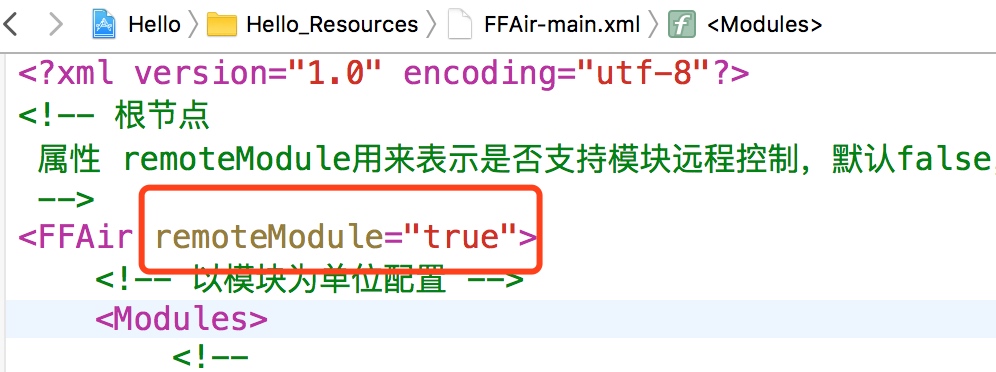 Hello Hello_Resources FFAir-main.xml <Modules>
<?xml version="1.0" encoding="utf-8"?>
<!-- 根节点
属性 remoteModule用来表示是否支持模块远程控制，默认false
-->
<FFAir remoteModule="true">
<!-- 以模块为单位配置 -->
<Modules>
<!--